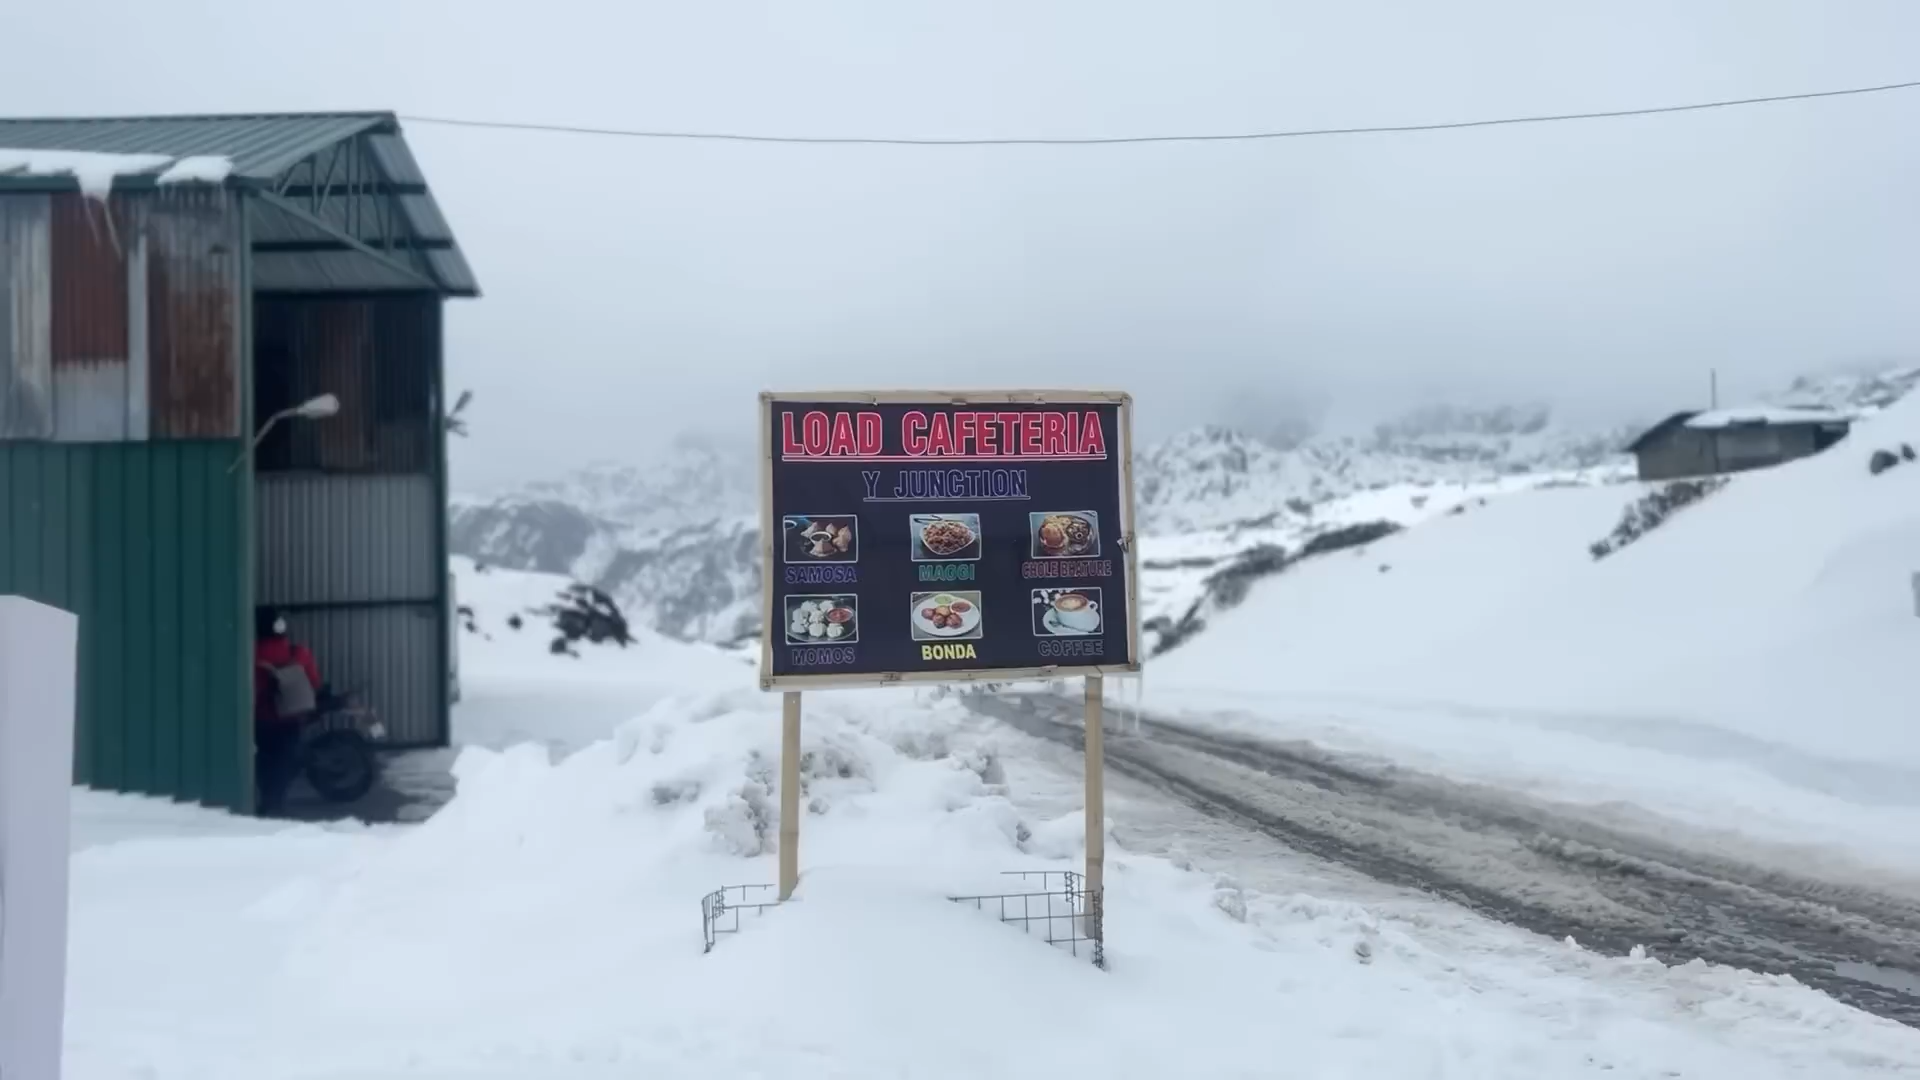 LOAD CAFETERIA
Y JUNCTION
SAMOSA MAGGI CHOLE BHATURE
MOMOS BONDA COFFEE